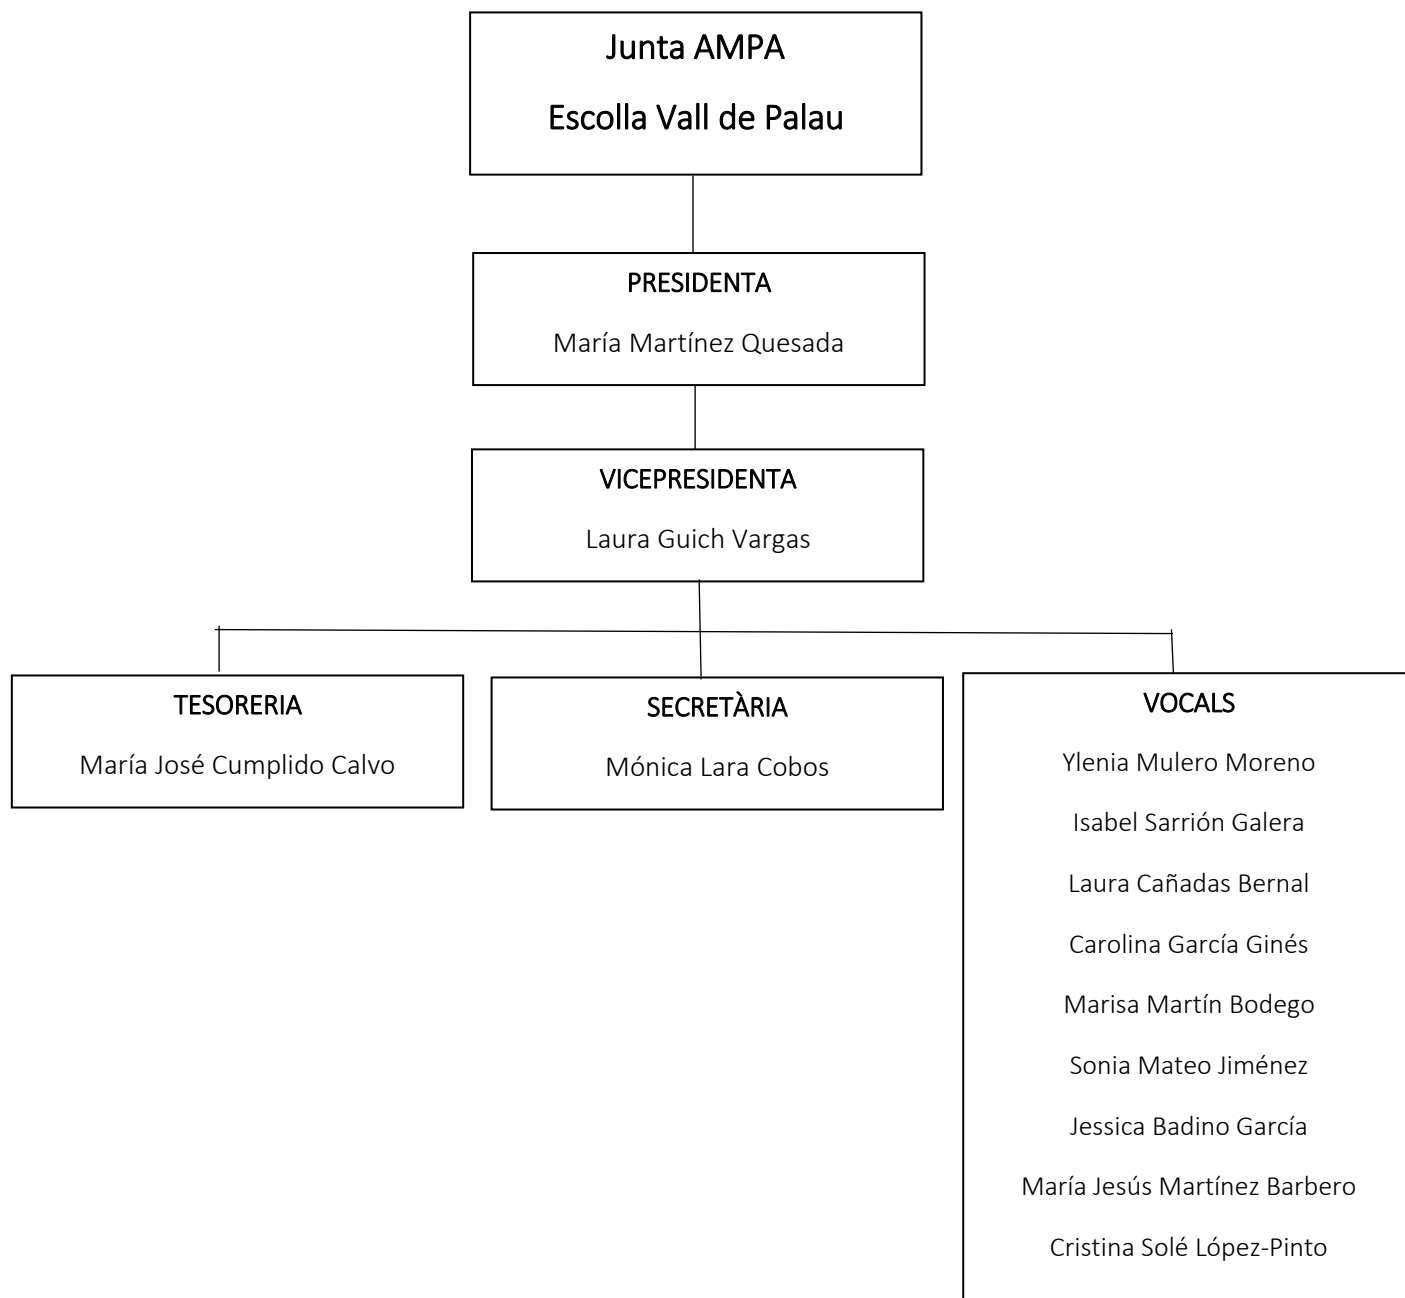 Junta AMPA
Escolla Vall de Palau
PRESIDENTA
María Martínez Quesada
VICEPRESIDENTA
Laura Guich Vargas
TESORERIA
María José Cumplido Calvo
SECRETÀRIA
Mónica Lara Cobos
VOCALS
Ylenia Mulero Moreno
Isabel Sarrión Galera
Laura Cañadas Bernal
Carolina García Ginés
Marisa Martín Bodego
Sonia Mateo Jiménez
Jessica Badino García
María Jesús Martínez Barbero
Cristina Solé López-Pinto